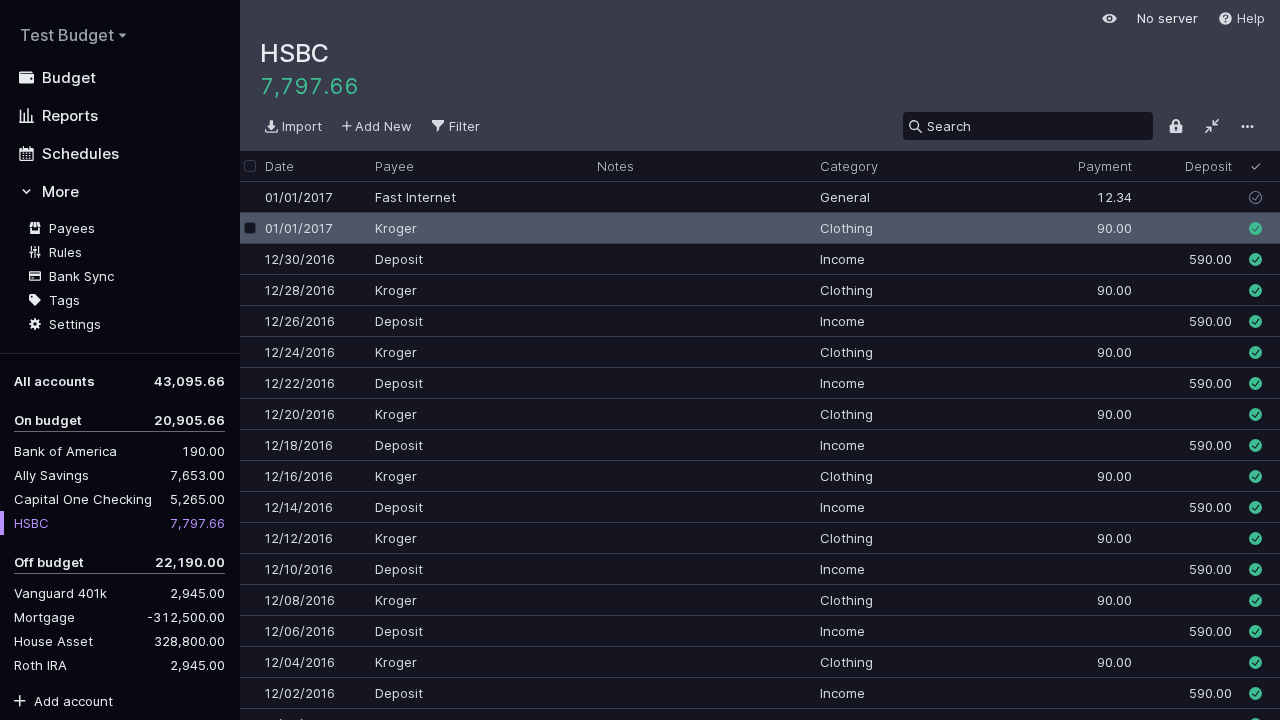 Test Budget
Budget
Reports
Schedules
More
Payees
Rules
Bank Sync
Tags
Settings
All accounts 43,095.66
On budget 20,905.66
Bank of America 190.00
Ally Savings 7,653.00
Capital One Checking 5,265.00
HSBC 7,797.66
Off budget 22,190.00
Vanguard 401k 2,945.00
Mortgage -312,500.00
House Asset 328,800.00
Roth IRA 2,945.00
Add account
No server Help
HSBC
7,797.66
Import Add New Filter Search
Date Payee Notes Category Payment Deposit
01/01/2017 Fast Internet General 12.34
01/01/2017 Kroger Clothing 90.00
12/30/2016 Deposit Income 590.00
12/28/2016 Kroger Clothing 90.00
12/26/2016 Deposit Income 590.00
12/24/2016 Kroger Clothing 90.00
12/22/2016 Deposit Income 590.00
12/20/2016 Kroger Clothing 90.00
12/18/2016 Deposit Income 590.00
12/16/2016 Kroger Clothing 90.00
12/14/2016 Deposit Income 590.00
12/12/2016 Kroger Clothing 90.00
12/10/2016 Deposit Income 590.00
12/08/2016 Kroger Clothing 90.00
12/06/2016 Deposit Income 590.00
12/04/2016 Kroger Clothing 90.00
12/02/2016 Deposit Income 590.00